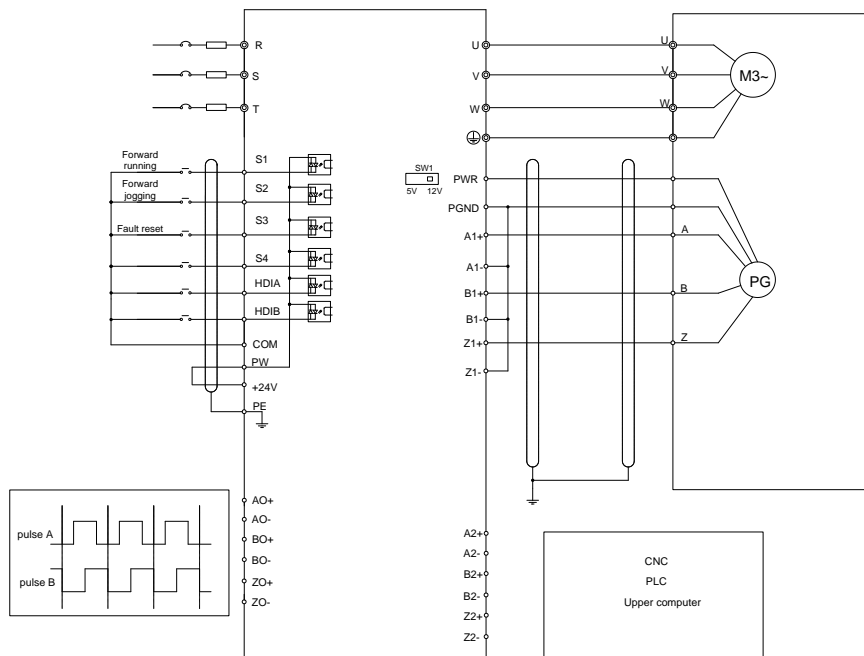 R
S
T
U
V
W
U
V
W
M3~
Forward
running
Forward
jogging
Fault reset
S1
S2
S3
S4
HDIA
HDIB
COM
PW
+24V
PE
SW1
5V 12V
PWR
PGND
A1+
A1-
B1+
B1-
Z1+
Z1-
A
B
Z
PG
pulse A
pulse B
AO+
AO-
BO+
BO-
ZO+
ZO-
A2+
A2-
B2+
B2-
Z2+
Z2-
CNC
PLC
Upper computer